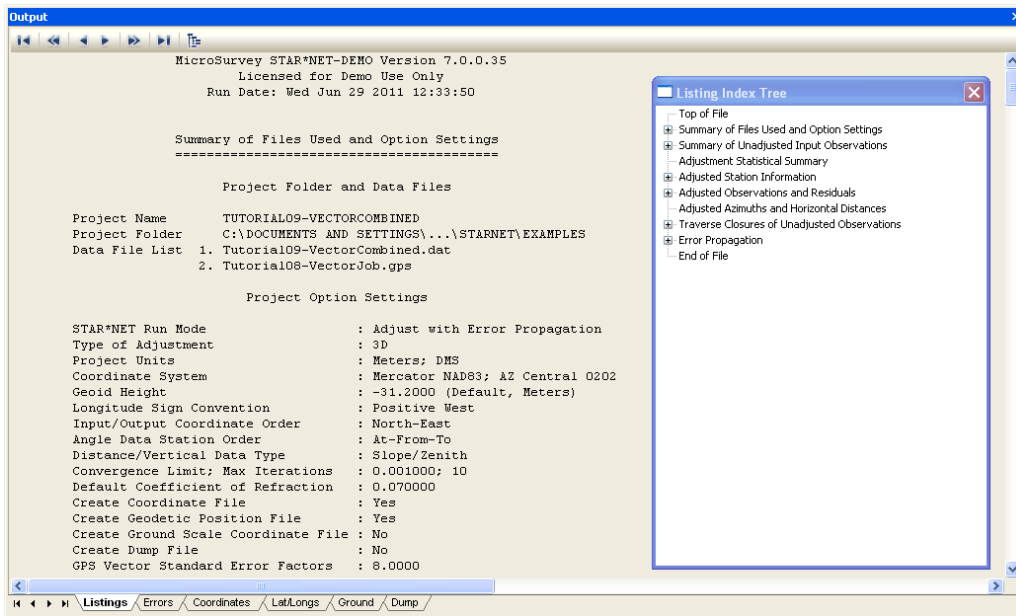 Output
MicroSurvey STAR*NET-DEMO Version 7.0.0.35
Licensed for Demo Use Only
Run Date: Wed Jun 29 2011 12:33:50
Summary of Files Used and Option Settings
=========================================
Project Folder and Data Files
Project Name TUTORIAL09-VECTORCOMBINED
Project Folder C:\DOCUMENTS AND SETTINGS\...\STARNET\EXAMPLES
Data File List 1. Tutorial09-VectorCombined.dat
2. Tutorial08-VectorJob.gps
Project Option Settings
STAR*NET Run Mode : Adjust with Error Propagation
Type of Adjustment : 3D
Project Units : Meters; DMS
Coordinate System : Mercator NAD83; AZ Central 0202
Geoid Height : -31.2000 (Default, Meters)
Longitude Sign Convention : Positive West
Input/Output Coordinate Order : North-East
Angle Data Station Order : At-From-To
Distance/Vertical Data Type : Slope/Zenith
Convergence Limit; Max Iterations : 0.001000; 10
Default Coefficient of Refraction : 0.070000
Create Coordinate File : Yes
Create Geodetic Position File : Yes
Create Ground Scale Coordinate File : No
Create Dump File : No
GPS Vector Standard Error Factors : 8.0000
Listing Index Tree
Top of File
Summary of Files Used and Option Settings
Summary of Unadjusted Input Observations
Adjustment Statistical Summary
Adjusted Station Information
Adjusted Observations and Residuals
Adjusted Azimuths and Horizontal Distances
Traverse Closures of Unadjusted Observations
Error Propagation
End of File
Listings Errors Coordinates Lat/Longs Ground Dump